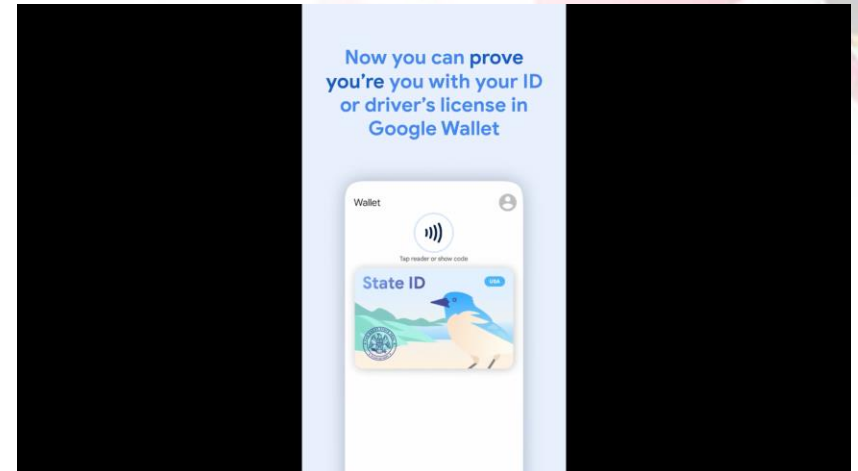 Now you can prove
you're you with your ID
or driver's license in
Google Wallet
Wallet
Tap reader or show code
State ID
USA